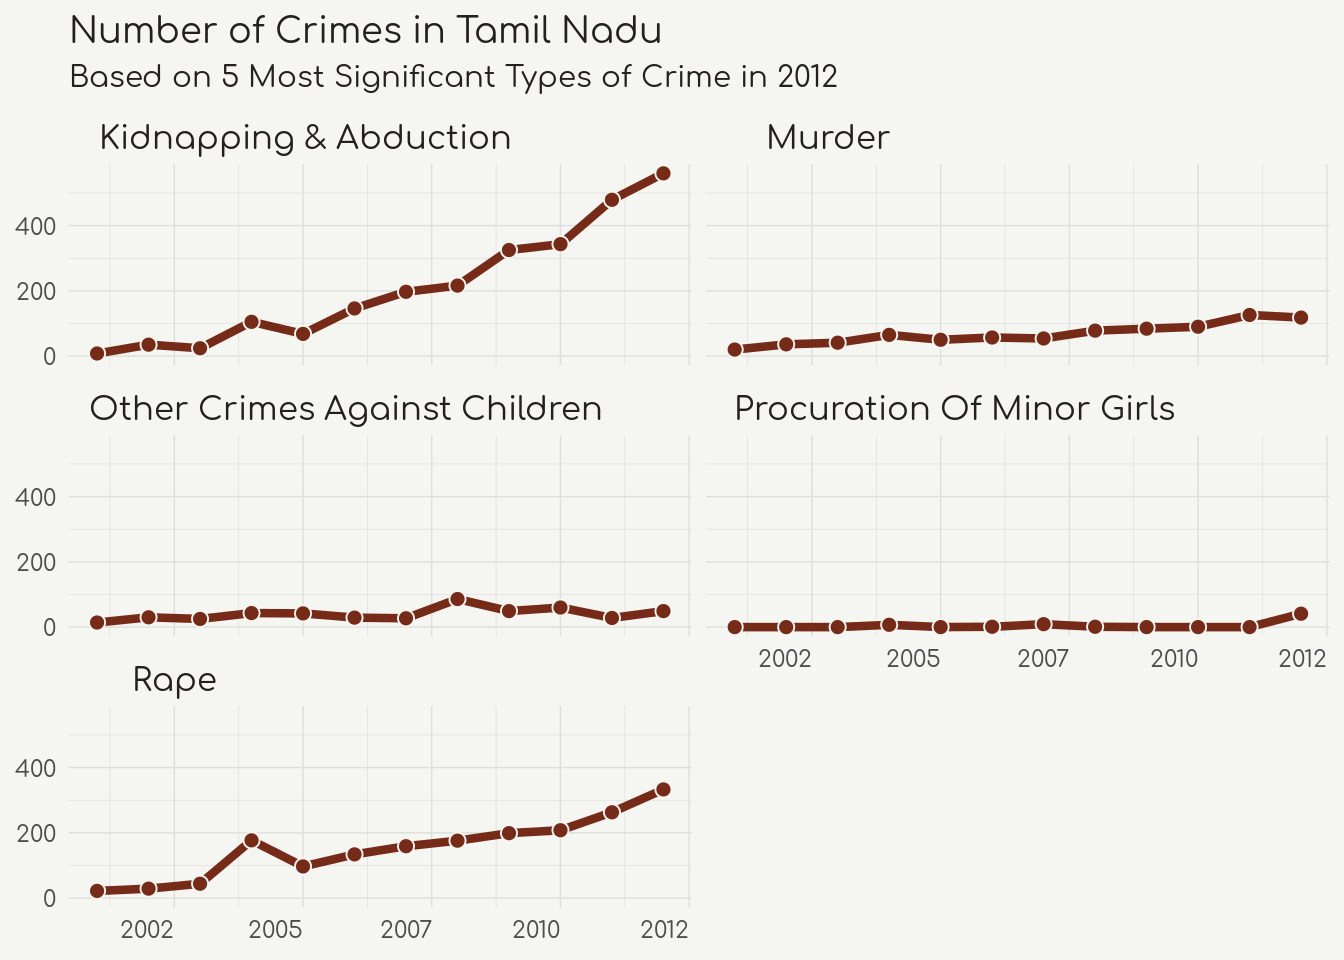 Number of Crimes in Tamil Nadu
Based on 5 Most Significant Types of Crime in 2012
Kidnapping & Abduction
Murder
400
200
0
Other Crimes Against Children
Procuration Of Minor Girls
400
200
0
2002 2005 2007 2010 2012
Rape
400
200
0
2002 2005 2007 2010 2012